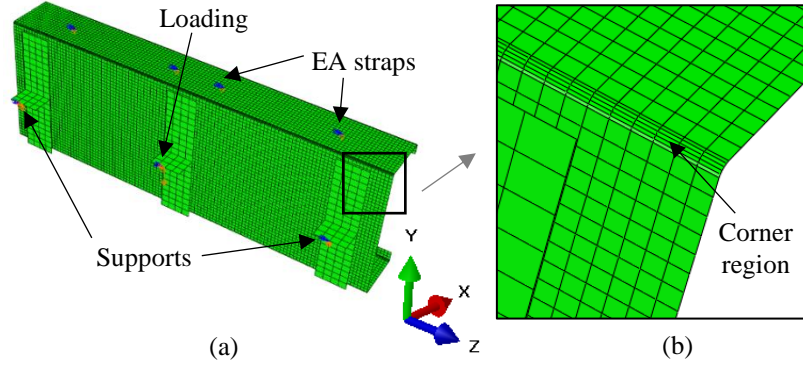 Loading
EA straps
Supports
Y
X
Z
Corner
region
(a)
(b)